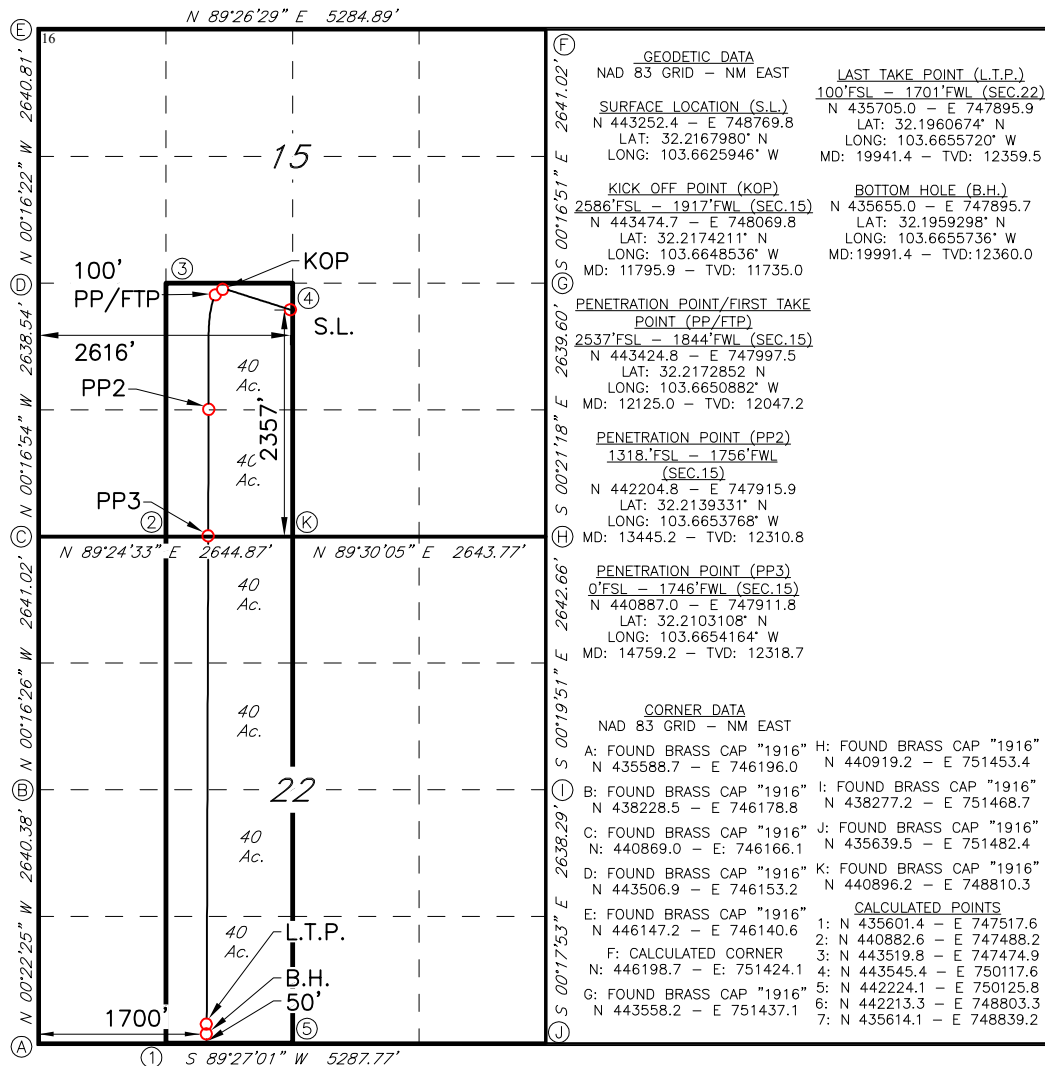 N 89°26'29" E 5284.89'
E
16
F
N 00°16'22" W 2640.81'
15
S 00°16'51" E 2641.02'
100'
3
KOP
D
PP/FTP
4
G
S.L.
2616'
N 00°16'54" W 2638.54'
40
Ac.
PP2
2357'
S 00°21'18" E 2639.60'
40
Ac.
PP3
2
K
C
H
N 89°24'33" E 2644.87'
N 89°30'05" E 2643.77'
N 00°16'26" W 2641.02'
40
Ac.
S 00°19'51" E 2642.66'
40
Ac.
B
22
I
N 00°22'25" W 2640.38'
40
Ac.
S 00°17'53" E 2638.29'
40
Ac.
L.T.P.
B.H.
50'
1700'
A
1
5
J
S 89°27'01" W 5287.77'
GEODETIC DATA
NAD 83 GRID – NM EAST
SURFACE LOCATION (S.L.)
N 443252.4 – E 748769.8
LAT: 32.2167980° N
LONG: 103.6625946° W
KICK OFF POINT (KOP)
2586'FSL – 1917'FWL (SEC.15)
N 443474.7 – E 748069.8
LAT: 32.2174211° N
LONG: 103.6648536° W
MD: 11795.9 – TVD: 11735.0
PENETRATION POINT/FIRST TAKE
POINT (PP/FTP)
2537'FSL – 1844'FWL (SEC.15)
N 443424.8 – E 747997.5
LAT: 32.2172852 N
LONG: 103.6650882° W
MD: 12125.0 – TVD: 12047.2
PENETRATION POINT (PP2)
1318.'FSL – 1756'FWL
(SEC.15)
N 442204.8 – E 747915.9
LAT: 32.2139331° N
LONG: 103.6653768° W
MD: 13445.2 – TVD: 12310.8
PENETRATION POINT (PP3)
0'FSL – 1746'FWL (SEC.15)
N 440887.0 – E 747911.8
LAT: 32.2103108° N
LONG: 103.6654164° W
MD: 14759.2 – TVD: 12318.7
LAST TAKE POINT (L.T.P.)
100'FSL – 1701'FWL (SEC.22)
N 435705.0 – E 747895.9
LAT: 32.1960674° N
LONG: 103.6655720° W
MD: 19941.4 – TVD: 12359.5
BOTTOM HOLE (B.H.)
N 435655.0 – E 747895.7
LAT: 32.1959298° N
LONG: 103.6655736° W
MD:19991.4 – TVD:12360.0
CORNER DATA
NAD 83 GRID – NM EAST
A: FOUND BRASS CAP "1916"
N 435588.7 – E 746196.0
B: FOUND BRASS CAP "1916"
N 438228.5 – E 746178.8
C: FOUND BRASS CAP "1916"
N: 440869.0 – E: 746166.1
D: FOUND BRASS CAP "1916"
N 443506.9 – E 746153.2
E: FOUND BRASS CAP "1916"
N 446147.2 – E 746140.6
F: CALCULATED CORNER
N: 446198.7 – E: 751424.1
G: FOUND BRASS CAP "1916"
N 443558.2 – E 751437.1
H: FOUND BRASS CAP "1916"
N 440919.2 – E 751453.4
I: FOUND BRASS CAP "1916"
N 438277.2 – E 751468.7
J: FOUND BRASS CAP "1916"
N 435639.5 – E 751482.4
K: FOUND BRASS CAP "1916"
N 440896.2 – E 748810.3
CALCULATED POINTS
1: N 435601.4 – E 747517.6
2: N 440882.6 – E 747488.2
3: N 443519.8 – E 747474.9
4: N 443545.4 – E 750117.6
5: N 442224.1 – E 750125.8
6: N 442213.3 – E 748803.3
7: N 435614.1 – E 748839.2